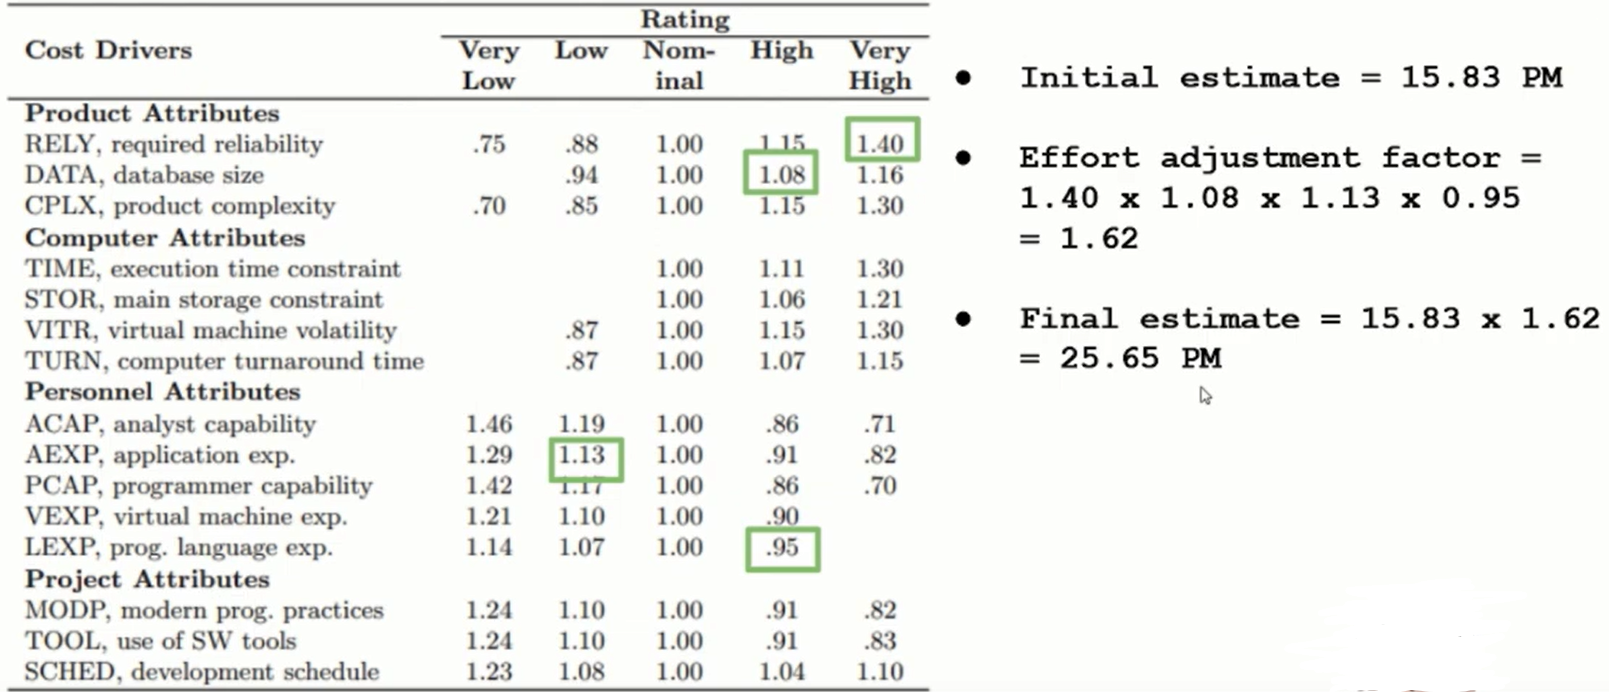 Rating
Cost Drivers Very Low Nom- High Very
Low inal High
Product Attributes
RELY, required reliability .75 .88 1.00 1.15 1.40
DATA, database size .94 1.00 1.08 1.16
CPLX, product complexity .70 .85 1.00 1.15 1.30
Computer Attributes
TIME, execution time constraint 1.00 1.11 1.30
STOR, main storage constraint 1.00 1.06 1.21
VITR, virtual machine volatility .87 1.00 1.15 1.30
TURN, computer turnaround time .87 1.00 1.07 1.15
Personnel Attributes
ACAP, analyst capability 1.46 1.19 1.00 .86 .71
AEXP, application exp. 1.29 1.13 1.00 .91 .82
PCAP, programmer capability 1.42 1.17 1.00 .86 .70
VEXP, virtual machine exp. 1.21 1.10 1.00 .90
LEXP, prog. language exp. 1.14 1.07 1.00 .95
Project Attributes
MODP, modern prog. practices 1.24 1.10 1.00 .91 .82
TOOL, use of SW tools 1.24 1.10 1.00 .91 .83
SCHED, development schedule 1.23 1.08 1.00 1.04 1.10
● Initial estimate = 15.83 PM
● Effort adjustment factor =
1.40 x 1.08 x 1.13 x 0.95
= 1.62
● Final estimate = 15.83 x 1.62
= 25.65 PM